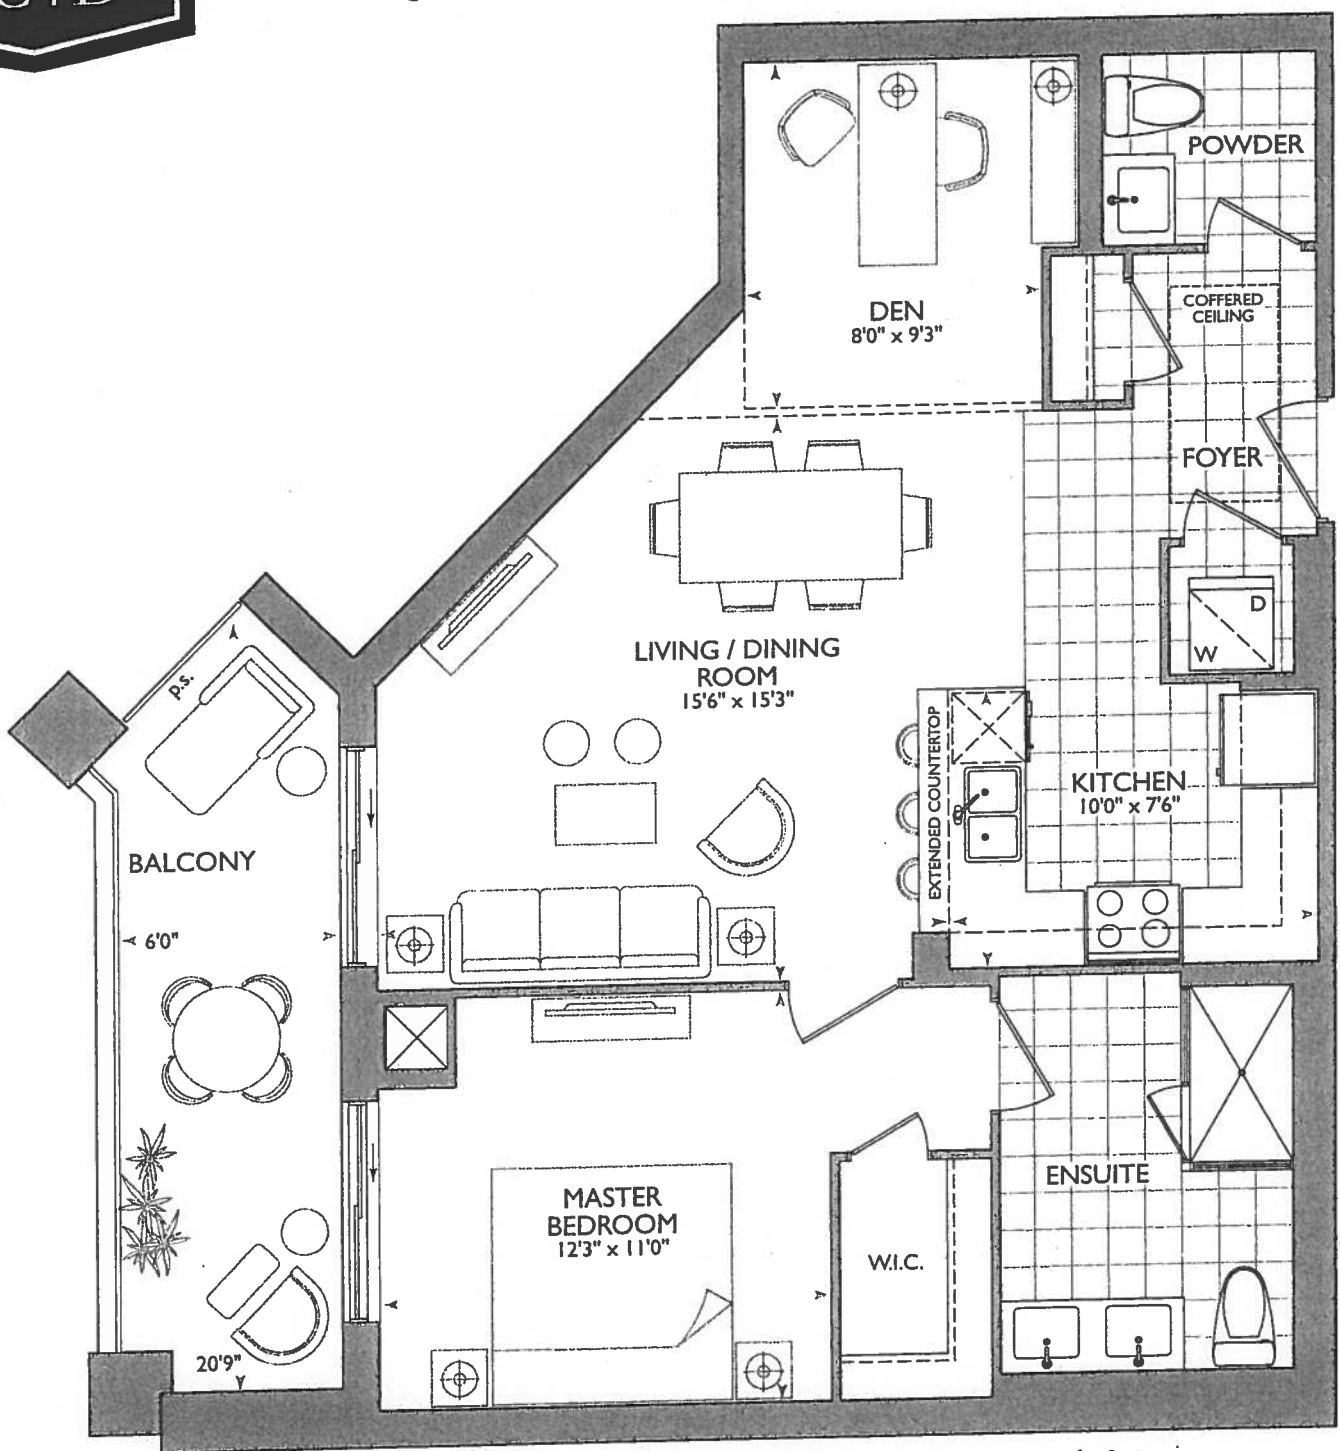 POWDER
COFFERED
CEILING
DEN
8'0" x 9'3"
FOYER
D
W
LIVING / DINING
ROOM
15'6" x 15'3"
p.s.
EXTENDED COUNTERTOP
KITCHEN
10'0" x 7'6"
BALCONY
6'0"
ENSUITE
MASTER
BEDROOM
12'3" x 11'0"
W.I.C.
20'9"